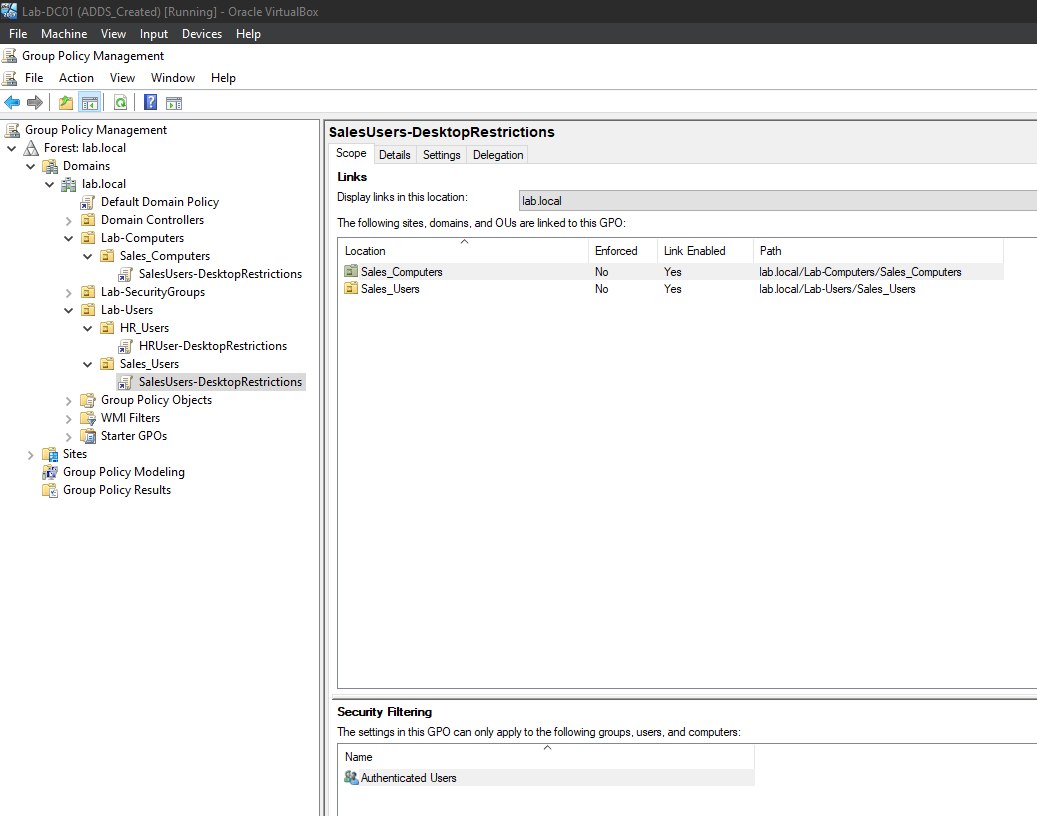 Lab-DC01 (ADDS_Created) [Running] - Oracle VirtualBox
File Machine View Input Devices Help
Group Policy Management
File Action View Window Help
Group Policy Management
Forest: lab.local
Domains
lab.local
Default Domain Policy
Domain Controllers
Lab-Computers
Sales_Computers
SalesUsers-DesktopRestrictions
Lab-SecurityGroups
Lab-Users
HR_Users
HRUser-DesktopRestrictions
Sales_Users
SalesUsers-DesktopRestrictions
Group Policy Objects
WMI Filters
Starter GPOs
Sites
Group Policy Modeling
Group Policy Results
SalesUsers-DesktopRestrictions
Scope Details Settings Delegation
Links
Display links in this location: lab.local
The following sites, domains, and OUs are linked to this GPO:
Location Enforced Link Enabled Path
Sales_Computers No Yes lab.local/Lab-Computers/Sales_Computers
Sales_Users No Yes lab.local/Lab-Users/Sales_Users
Security Filtering
The settings in this GPO can only apply to the following groups, users, and computers:
Name
Authenticated Users